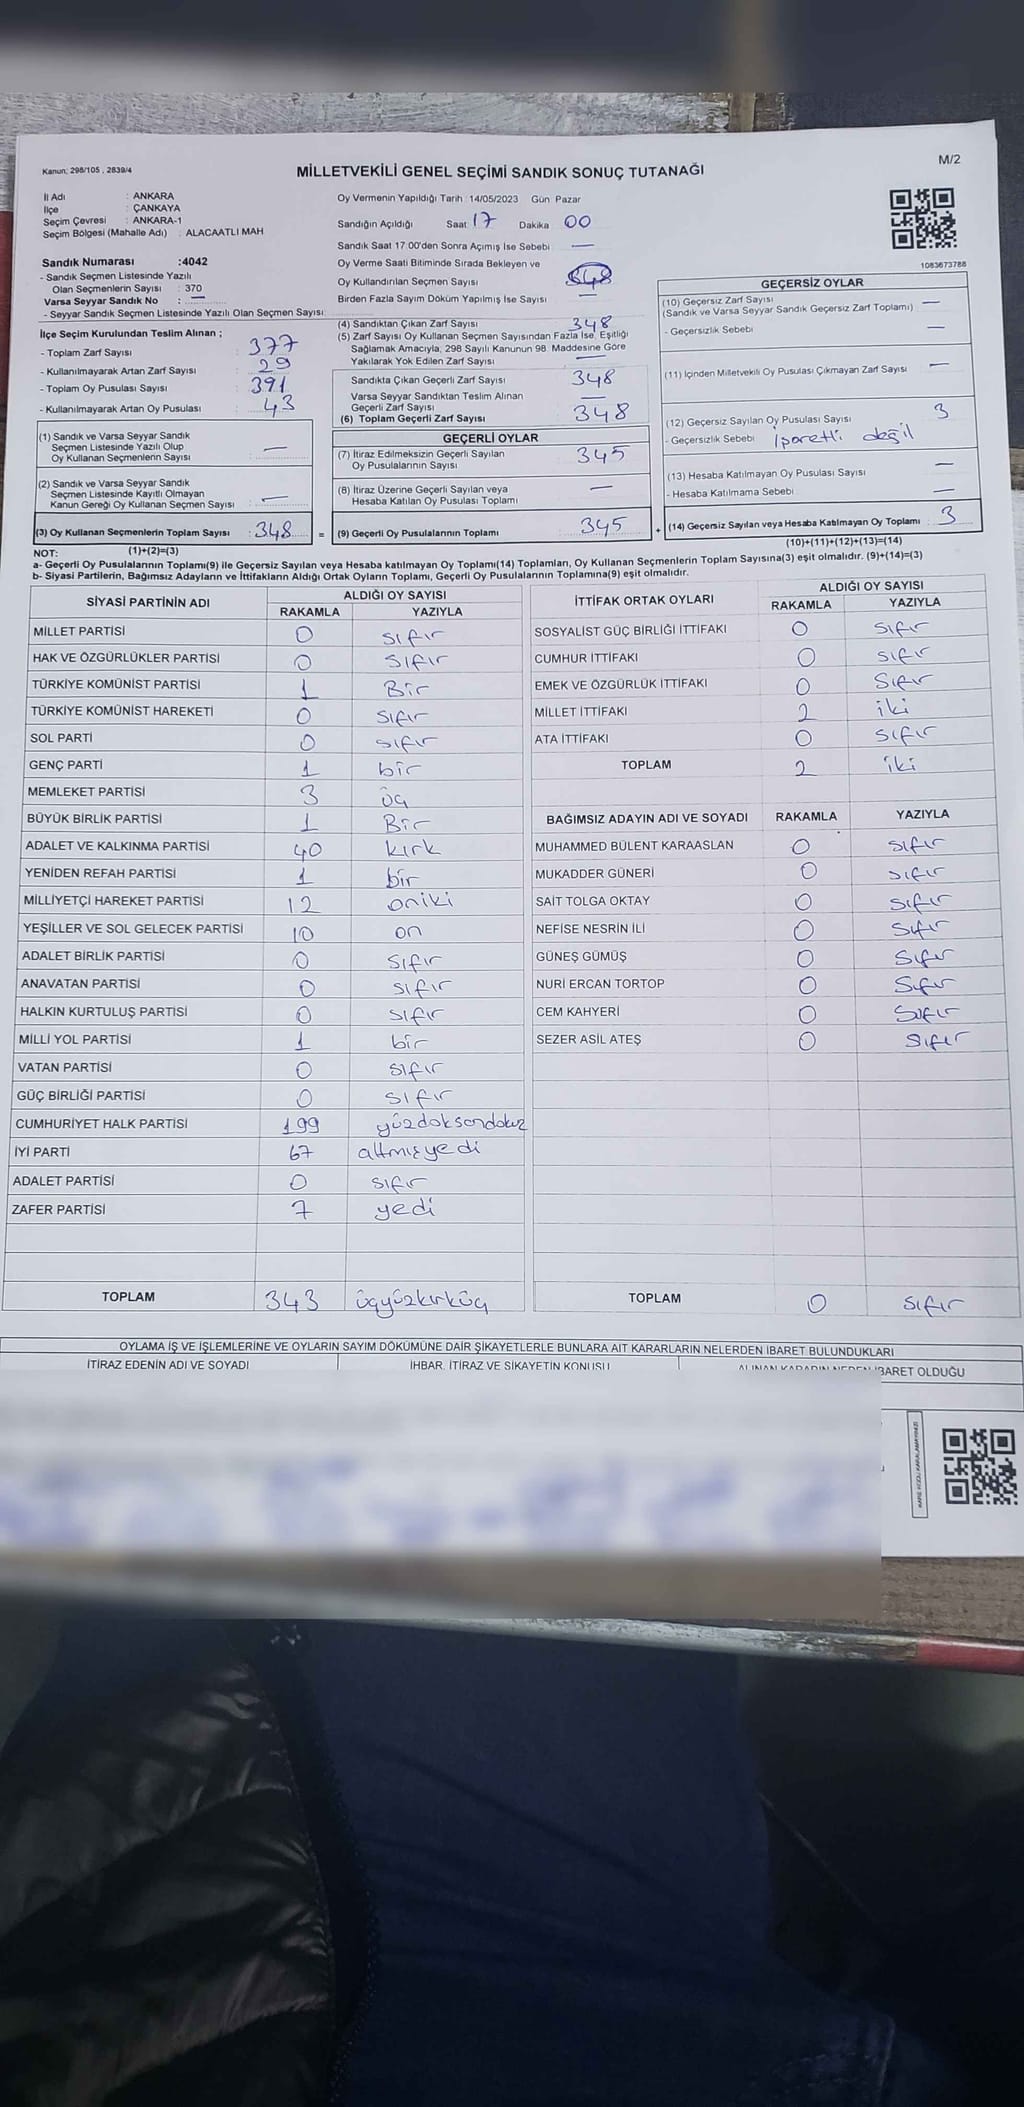 Kanun; 298/105 , 2839/4
MİLLETVEKİLİ GENEL SEÇİMİ SANDIK SONUÇ TUTANAĞI
M/2
İl Adı : ANKARA
İlçe : ÇANKAYA
Seçim Çevresi : ANKARA-1
Seçim Bölgesi (Mahalle Adı) : ALACAATLI MAH
Sandık Numarası :4042
- Sandık Seçmen Listesinde Yazılı
Olan Seçmenlerin Sayısı : 370
Varsa Seyyar Sandık No : —
- Seyyar Sandık Seçmen Listesinde Yazılı Olan Seçmen Sayısı:
İlçe Seçim Kurulundan Teslim Alınan ;
- Toplam Zarf Sayısı : 377
- Kullanılmayarak Artan Zarf Sayısı : 29
- Toplam Oy Pusulası Sayısı : 391
- Kullanılmayarak Artan Oy Pusulası : 43
(1) Sandık ve Varsa Seyyar Sandık
Seçmen Listesinde Yazılı Olup
Oy Kullanan Seçmenlerin Sayısı : —
(2) Sandık ve Varsa Seyyar Sandık
Seçmen Listesinde Kayıtlı Olmayan
Kanun Gereği Oy Kullanan Seçmen Sayısı : —
(3) Oy Kullanan Seçmenlerin Toplam Sayısı : 348 =
Oy Vermenin Yapıldığı Tarih :14/05/2023 Gün Pazar
Sandığın Açıldığı Saat 17 Dakika 00
Sandık Saat 17:00'den Sonra Açımış İse Sebebi —
Oy Verme Saati Bitiminde Sırada Bekleyen ve
Oy Kullandırılan Seçmen Sayısı
Birden Fazla Sayım Döküm Yapılmış İse Sayısı —
(4) Sandıktan Çıkan Zarf Sayısı 348
(5) Zarf Sayısı Oy Kullanan Seçmen Sayısından Fazla İse, Eşitliği
Sağlamak Amacıyla, 298 Sayılı Kanunun 98. Maddesine Göre
Yakılarak Yok Edilen Zarf Sayısı —
Sandıkta Çıkan Geçerli Zarf Sayısı 348
Varsa Seyyar Sandıktan Teslim Alınan
Geçerli Zarf Sayısı —
(6) Toplam Geçerli Zarf Sayısı 348
GEÇERLİ OYLAR
(7) İtiraz Edilmeksizin Geçerli Sayılan
Oy Pusulalarının Sayısı 345
(8) İtiraz Üzerine Geçerli Sayılan veya
Hesaba Katılan Oy Pusulası Toplamı —
(9) Geçerli Oy Pusulalarının Toplamı 345 +
1083673788
GEÇERSİZ OYLAR
(10) Geçersiz Zarf Sayısı —
(Sandık ve Varsa Seyyar Sandık Geçersiz Zarf Toplamı)
- Geçersizlik Sebebi —
(11) İçinden Milletvekili Oy Pusulası Çıkmayan Zarf Sayısı —
(12) Geçersiz Sayılan Oy Pusulası Sayısı 3
- Geçersizlik Sebebi İşaretli değil
(13) Hesaba Katılmayan Oy Pusulası Sayısı —
- Hesaba Katılmama Sebebi —
(14) Geçersiz Sayılan veya Hesaba Katılmayan Oy Toplamı : 3
NOT: (1)+(2)=(3) (10)+(11)+(12)+(13)=(14)
a- Geçerli Oy Pusulalarının Toplamı(9) ile Geçersiz Sayılan veya Hesaba katılmayan Oy Toplamı(14) Toplamları, Oy Kullanan Seçmenlerin Toplam Sayısına(3) eşit olmalıdır. (9)+(14)=(3)
b- Siyasi Partilerin, Bağımsız Adayların ve İttifakların Aldığı Ortak Oyların Toplamı, Geçerli Oy Pusulalarının Toplamına(9) eşit olmalıdır.
SİYASİ PARTİNİN ADI ALDIĞI OY SAYISI
RAKAMLA YAZIYLA
MİLLET PARTİSİ 0 sıfır
HAK VE ÖZGÜRLÜKLER PARTİSİ 0 sıfır
TÜRKİYE KOMÜNİST PARTİSİ 1 Bir
TÜRKİYE KOMÜNİST HAREKETİ 0 sıfır
SOL PARTİ 0 sıfır
GENÇ PARTİ 1 bir
MEMLEKET PARTİSİ 3 üç
BÜYÜK BİRLİK PARTİSİ 1 Bir
ADALET VE KALKINMA PARTİSİ 40 kırk
YENİDEN REFAH PARTİSİ 1 bir
MİLLİYETÇİ HAREKET PARTİSİ 12 oniki
YEŞİLLER VE SOL GELECEK PARTİSİ 10 on
ADALET BİRLİK PARTİSİ 0 sıfır
ANAVATAN PARTİSİ 0 sıfır
HALKIN KURTULUŞ PARTİSİ 0 sıfır
MİLLİ YOL PARTİSİ 1 bir
VATAN PARTİSİ 0 sıfır
GÜÇ BİRLİĞİ PARTİSİ 0 sıfır
CUMHURİYET HALK PARTİSİ 199 yüzdoksandokuz
İYİ PARTİ 67 altmışyedi
ADALET PARTİSİ 0 sıfır
ZAFER PARTİSİ 7 yedi
TOPLAM 343 üçyüzkırküç
İTTİFAK ORTAK OYLARI ALDIĞI OY SAYISI
RAKAMLA YAZIYLA
SOSYALİST GÜÇ BİRLİĞİ İTTİFAKI 0 sıfır
CUMHUR İTTİFAKI 0 sıfır
EMEK VE ÖZGÜRLÜK İTTİFAKI 0 sıfır
MİLLET İTTİFAKI 2 iki
ATA İTTİFAKI 0 sıfır
TOPLAM 2 iki
BAĞIMSIZ ADAYIN ADI VE SOYADI RAKAMLA YAZIYLA
MUHAMMED BÜLENT KARAASLAN 0 sıfır
MUKADDER GÜNERİ 0 sıfır
SAİT TOLGA OKTAY 0 sıfır
NEFİSE NESRİN İLİ 0 sıfır
GÜNEŞ GÜMÜŞ 0 sıfır
NURİ ERCAN TORTOP 0 sıfır
CEM KAHYERİ 0 sıfır
SEZER ASİL ATEŞ 0 sıfır
TOPLAM 0 sıfır
OYLAMA İŞ VE İŞLEMLERİNE VE OYLARIN SAYIM DÖKÜMÜNE DAİR ŞİKAYETLERLE BUNLARA AİT KARARLARIN NELERDEN İBARET BULUNDUKLARI
İTİRAZ EDENİN ADI VE SOYADI İHBAR, İTİRAZ VE ŞİKAYETİN KONUSU ALINAN KARARIN NEDEN İBARET OLDUĞU